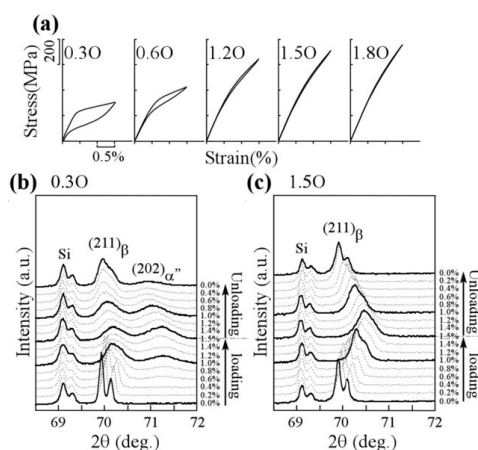 (a)
0.3O 0.6O 1.2O 1.5O 1.8O
Stress(MPa)
200
0.5%
Strain(%)
(b) 0.3O
Intensity (a.u.)
Si
(211)β
(202)α"
0.0%
0.4%
0.6%
0.8%
1.0%
1.2%
1.4%
1.5%
1.4%
1.2%
1.0%
0.8%
0.6%
0.4%
0.2%
0.0%
Unloading
loading
69 70 71 72
2θ (deg.)
(c) 1.5O
Intensity (a.u.)
Si
(211)β
0.0%
0.2%
0.4%
0.6%
0.8%
1.0%
1.2%
1.4%
1.5%
1.4%
1.2%
1.0%
0.8%
0.6%
0.4%
0.2%
0.0%
Unloading
loading
69 70 71 72
2θ (deg.)